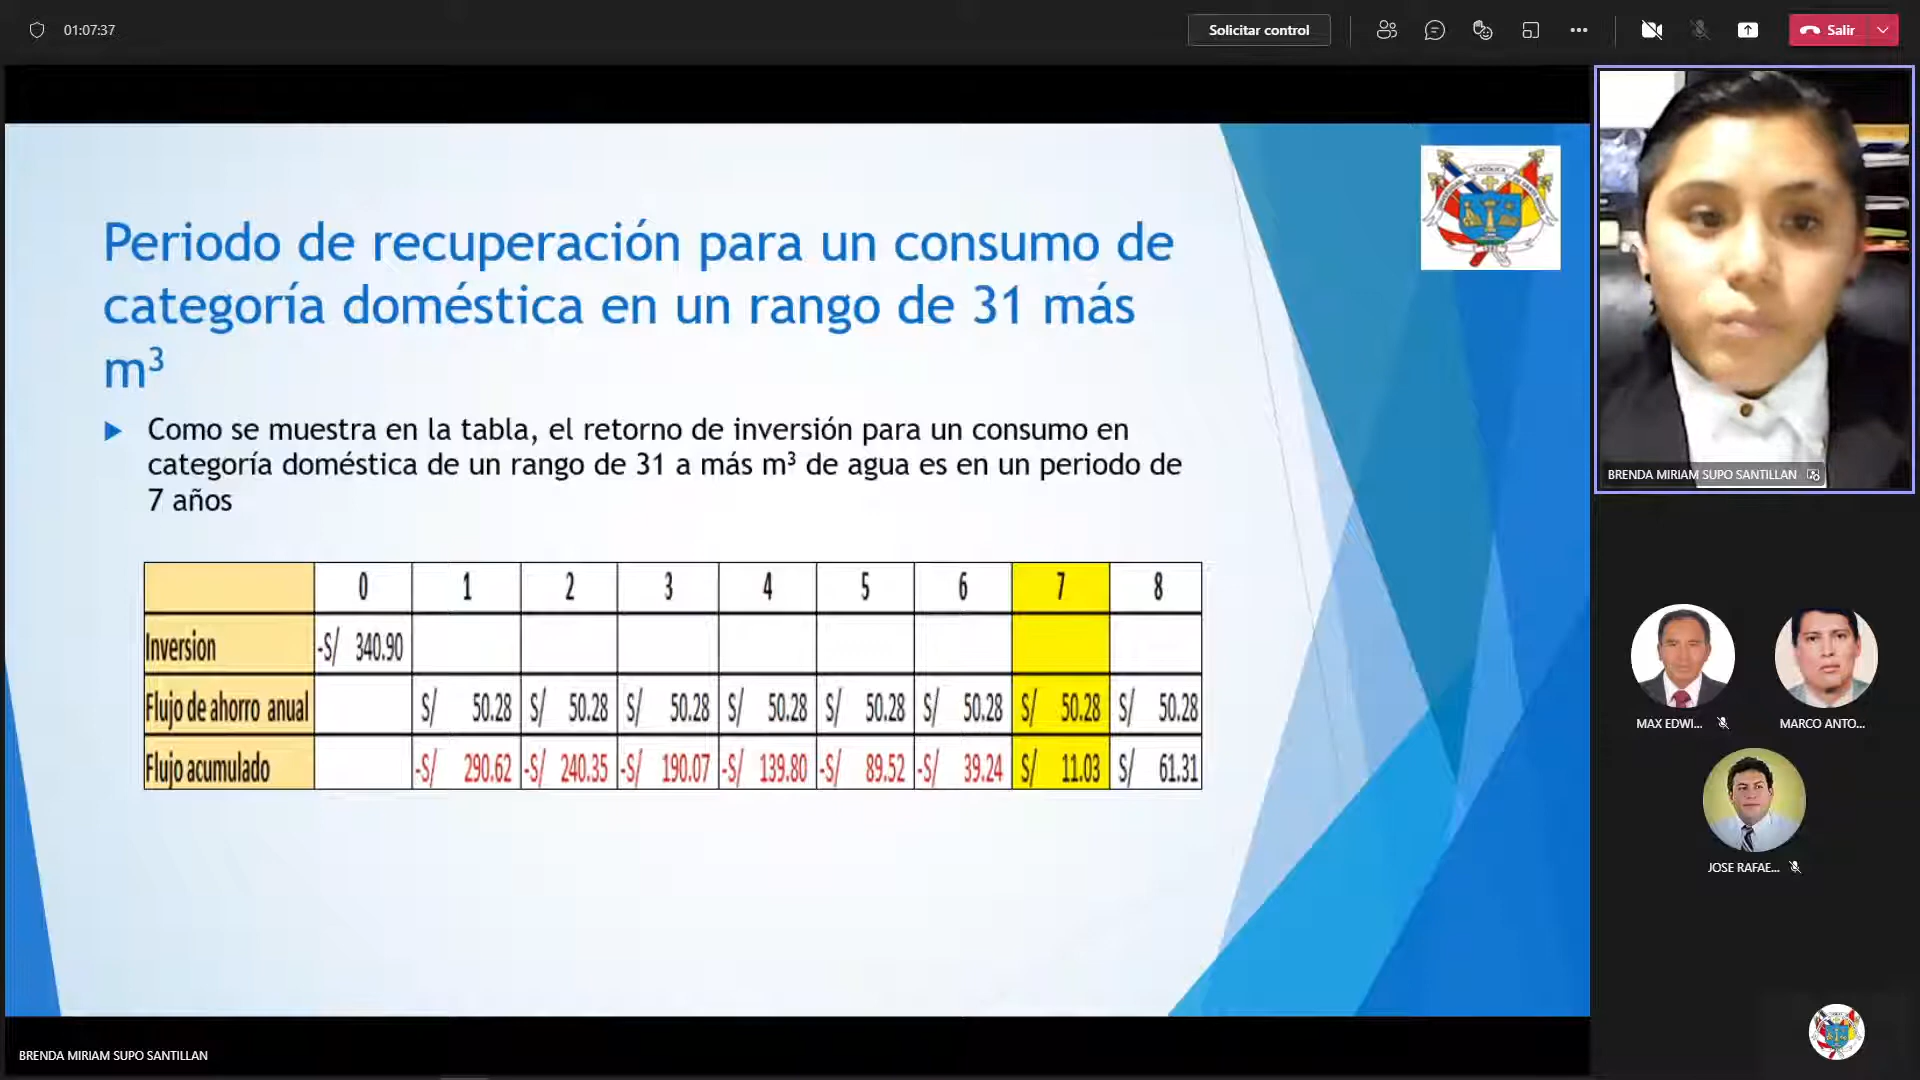 01:07:37
Solicitar control
Salir
Periodo de recuperación para un consumo de
categoría doméstica en un rango de 31 más
m³
Como se muestra en la tabla, el retorno de inversión para un consumo en
categoría doméstica de un rango de 31 a más m³ de agua es en un periodo de
7 años
0 1 2 3 4 5 6 7 8
Inversion -S/ 340.90
Flujo de ahorro anual S/ 50.28 S/ 50.28 S/ 50.28 S/ 50.28 S/ 50.28 S/ 50.28 S/ 50.28 S/ 50.28
Flujo acumulado -S/ 290.62 -S/ 240.35 -S/ 190.07 -S/ 139.80 -S/ 89.52 -S/ 39.24 S/ 11.03 S/ 61.31
BRENDA MIRIAM SUPO SANTILLAN
MAX EDWI...
MARCO ANTO...
JOSE RAFAE...
BRENDA MIRIAM SUPO SANTILLAN